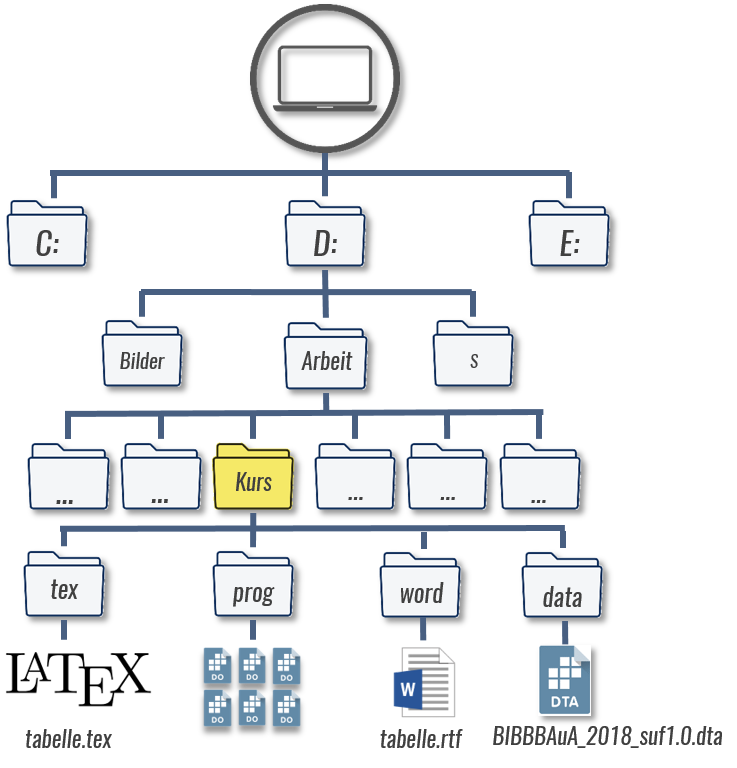 C:
D:
E:
Bilder
Arbeit
s
...
...
Kurs
...
...
...
tex
prog
word
data
LATEX
DO
DO
DO
DO
DO
DO
W
DTA
tabelle.tex
tabelle.rtf
BIBBBAuA_2018_suf1.0.dta